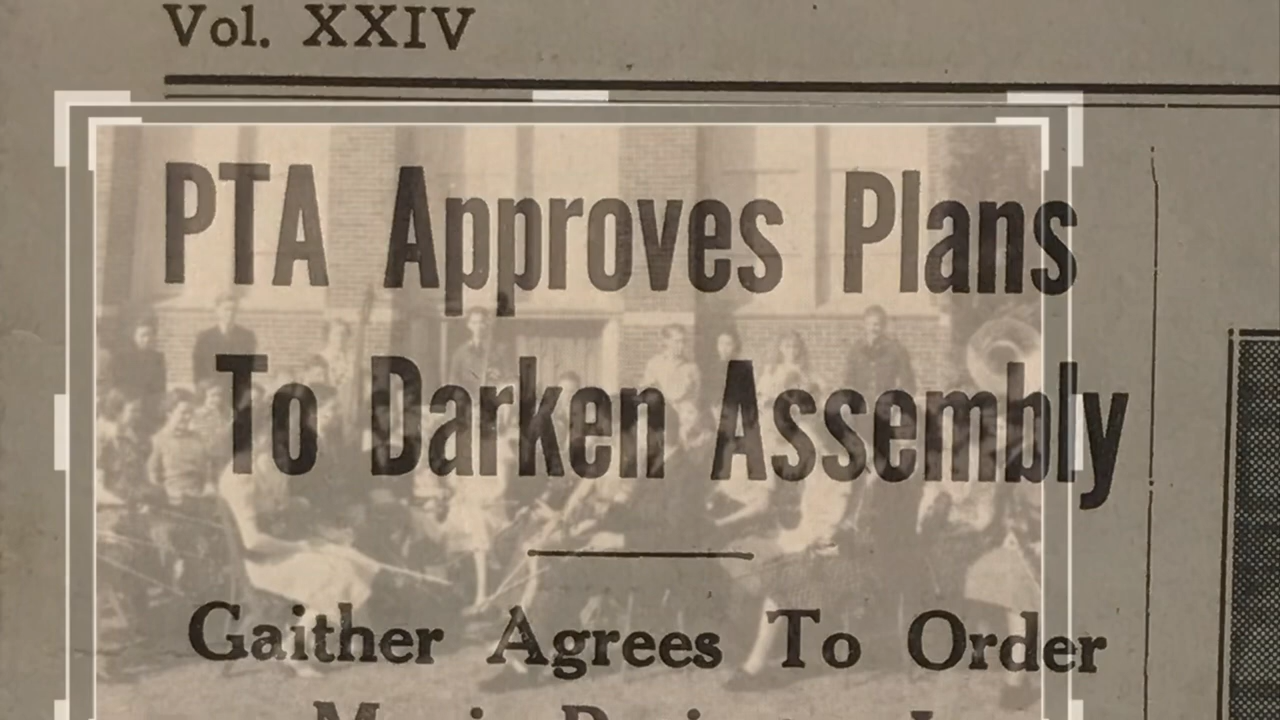 Vol. XXIV
PTA Approves Plans
To Darken Assembly
Gaither Agrees To Order